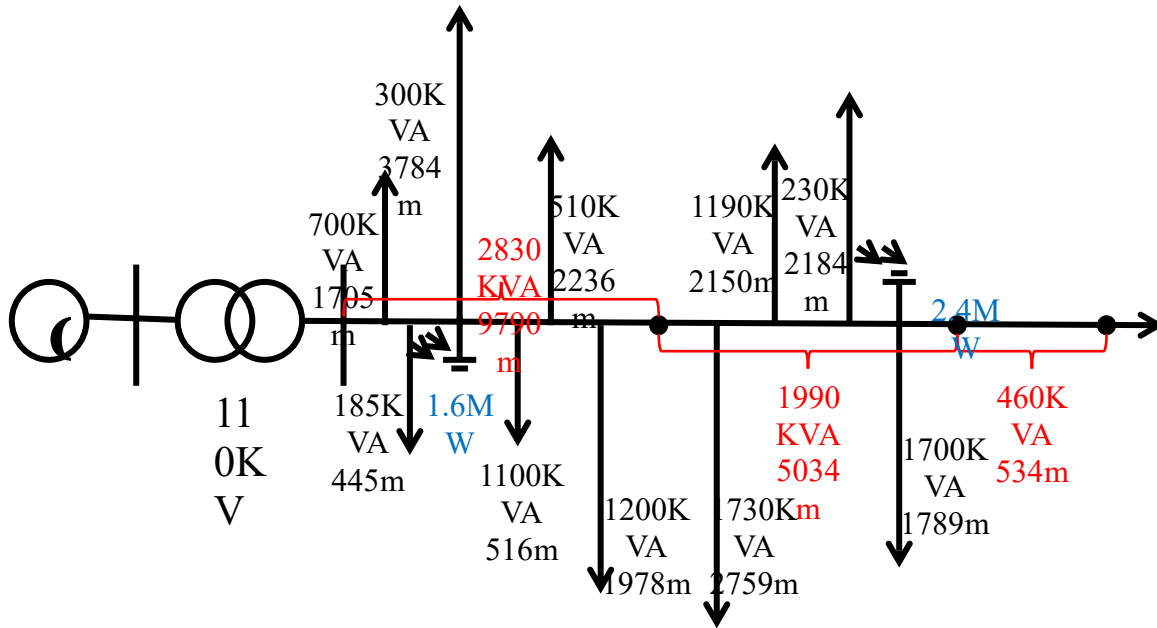 300K
VA
3784
m
700K
VA
1705
m
2830
KVA
9790
m
510K
VA
2236
m
1190K
VA
2150m
230K
VA
2184
m
2.4M
W
11
0K
V
185K
VA
445m
1.6M
W
1100K
VA
516m
1200K
VA
1978m
1730K
VA
2759m
1990
KVA
5034
m
1700K
VA
1789m
460K
VA
534m